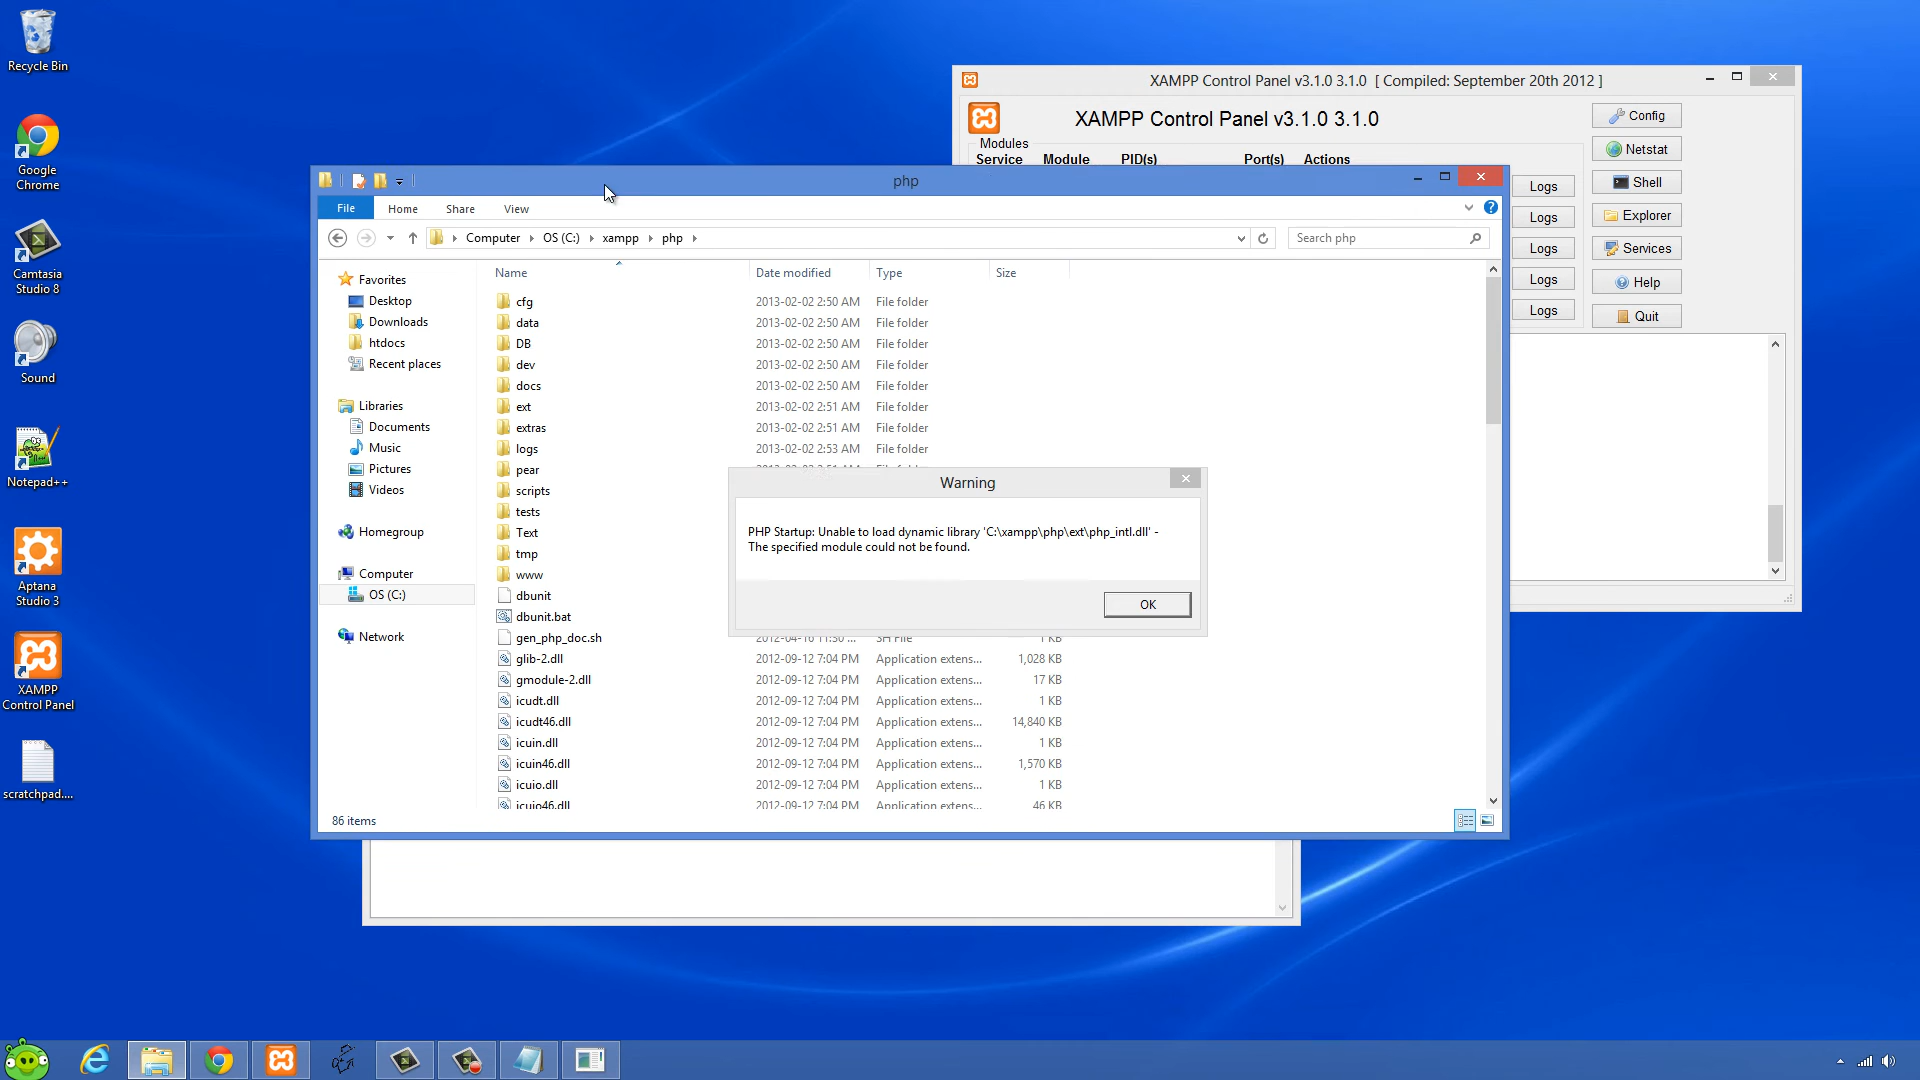 Recycle Bin
Google
Chrome
Camtasia
Studio 8
Sound
Notepad++
Aptana
Studio 3
XAMPP
Control Panel
scratchpad....
XAMPP Control Panel v3.1.0 3.1.0 [ Compiled: September 20th 2012 ]
XAMPP Control Panel v3.1.0 3.1.0
Modules
Service Module PID(s) Port(s) Actions
Logs
Logs
Logs
Logs
Logs
Config
Netstat
Shell
Explorer
Services
Help
Quit
php
File Home Share View
Computer OS (C:) xampp php
Search php
Favorites
Desktop
Downloads
htdocs
Recent places
Libraries
Documents
Music
Pictures
Videos
Homegroup
Computer
OS (C:)
Network
Name Date modified Type Size
cfg 2013-02-02 2:50 AM File folder
data 2013-02-02 2:50 AM File folder
DB 2013-02-02 2:50 AM File folder
dev 2013-02-02 2:50 AM File folder
docs 2013-02-02 2:50 AM File folder
ext 2013-02-02 2:51 AM File folder
extras 2013-02-02 2:51 AM File folder
logs 2013-02-02 2:53 AM File folder
pear
scripts
tests
Text
tmp
www
dbunit
dbunit.bat
gen_php_doc.sh 2012-04-16 11:30 ... SH File 1 KB
glib-2.dll 2012-09-12 7:04 PM Application extens... 1,028 KB
gmodule-2.dll 2012-09-12 7:04 PM Application extens... 17 KB
icudt.dll 2012-09-12 7:04 PM Application extens... 1 KB
icudt46.dll 2012-09-12 7:04 PM Application extens... 14,840 KB
icuin.dll 2012-09-12 7:04 PM Application extens... 1 KB
icuin46.dll 2012-09-12 7:04 PM Application extens... 1,570 KB
icuio.dll 2012-09-12 7:04 PM Application extens... 1 KB
icuio46.dll 2012-09-12 7:04 PM Application extens... 46 KB
86 items
Warning
PHP Startup: Unable to load dynamic library 'C:\xampp\php\ext\php_intl.dll' -
The specified module could not be found.
OK